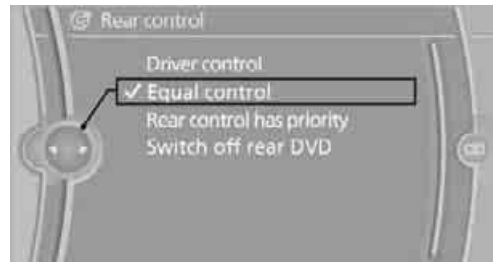 Rear control
Driver control
✓ Equal control
Rear control has priority
Switch off rear DVD